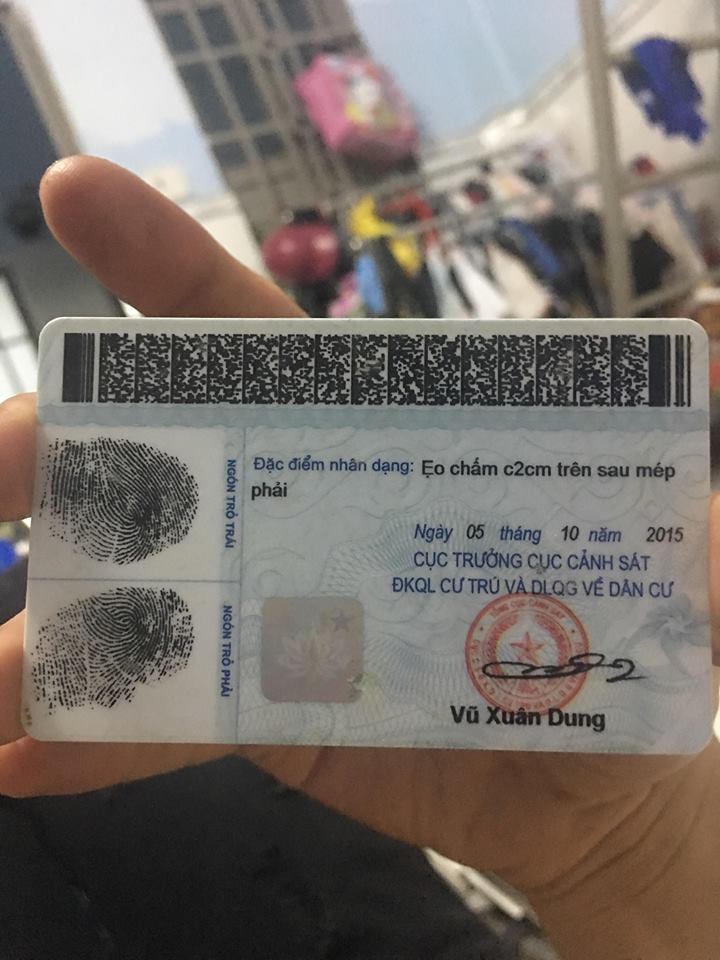 Đặc điểm nhân dạng: Ẹo chấm c2cm trên sau mép
phải
Ngày 05 tháng 10 năm 2015
CỤC TRƯỞNG CỤC CẢNH SÁT
ĐKQL CƯ TRÚ VÀ DLQG VỀ DÂN CƯ
Vũ Xuân Dung
NGÓN TRỎ TRÁI
NGÓN TRỎ PHẢI